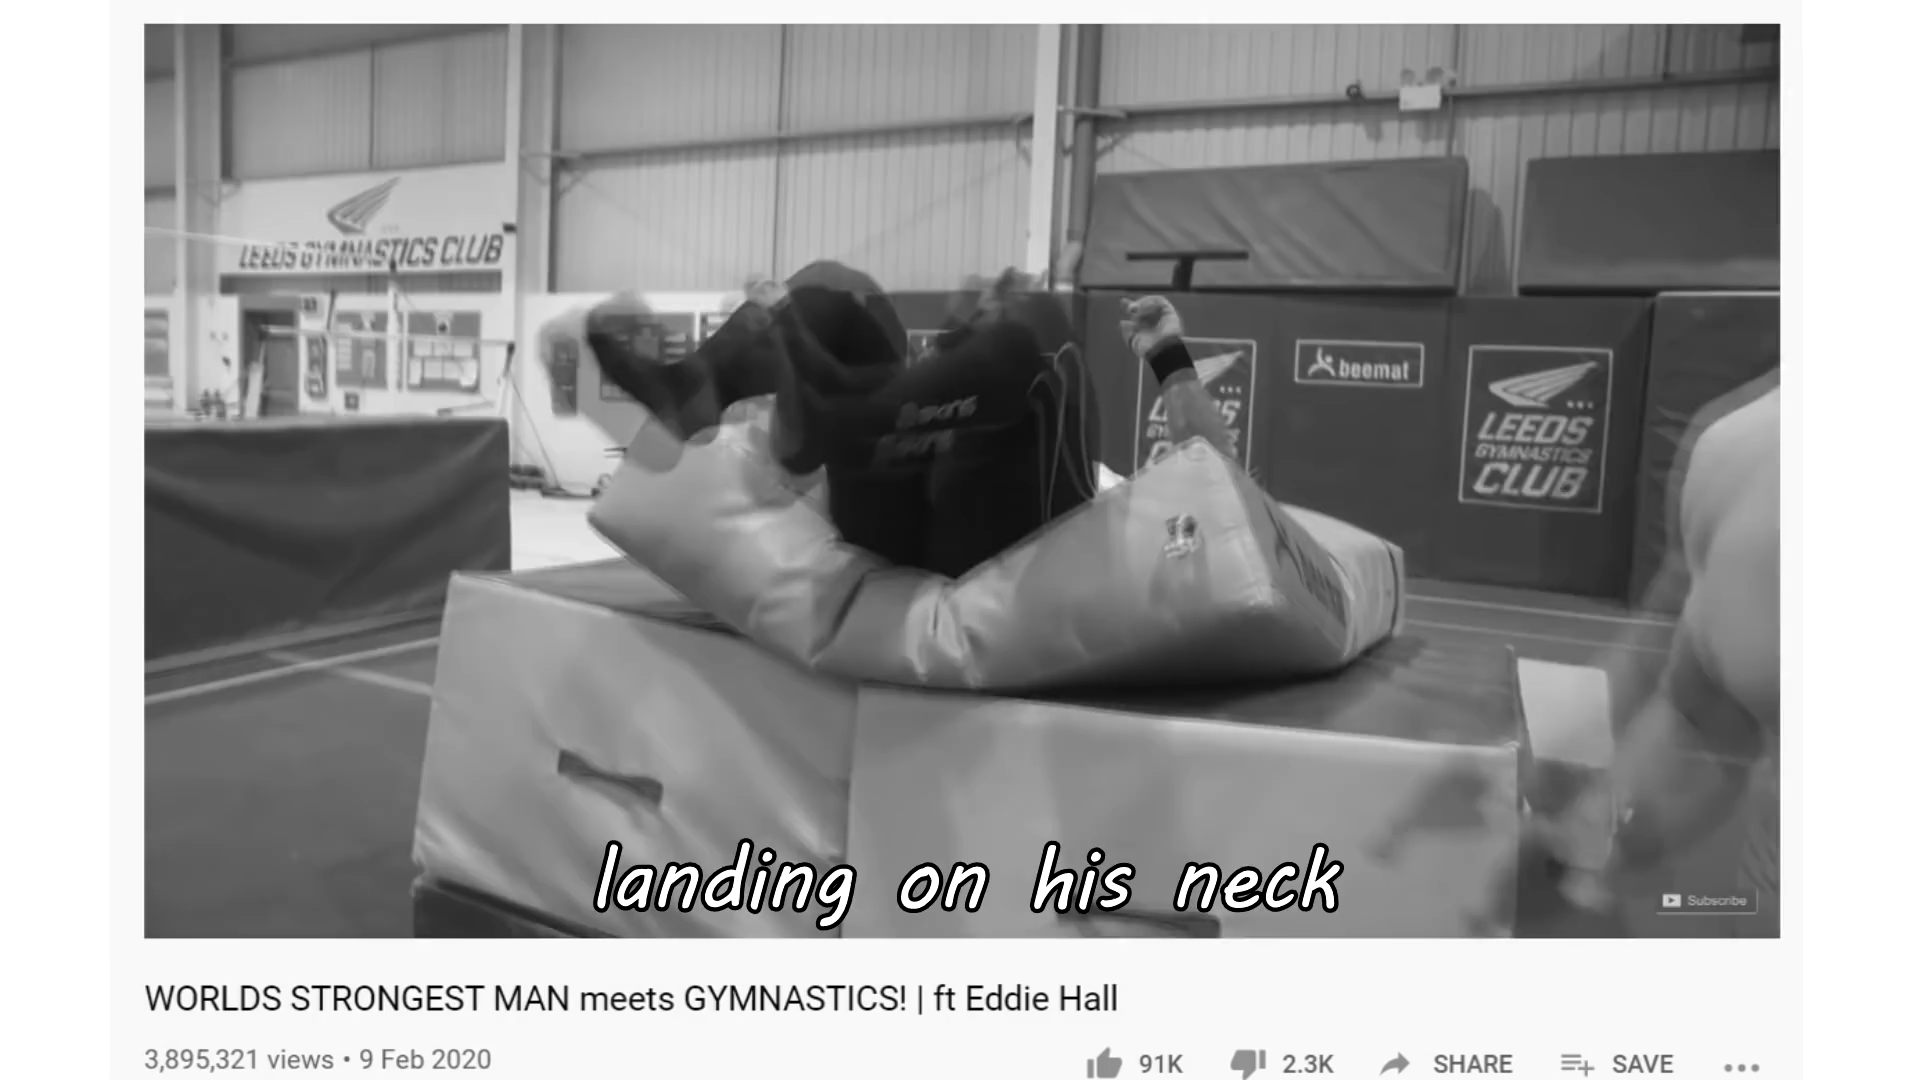 LEEDS GYMNASTICS CLUB
beemat
LEEDS
GYMNASTICS
CLUB
landing on his neck
Subscribe
WORLDS STRONGEST MAN meets GYMNASTICS! | ft Eddie Hall
3,895,321 views • 9 Feb 2020
91K
2.3K
SHARE
SAVE